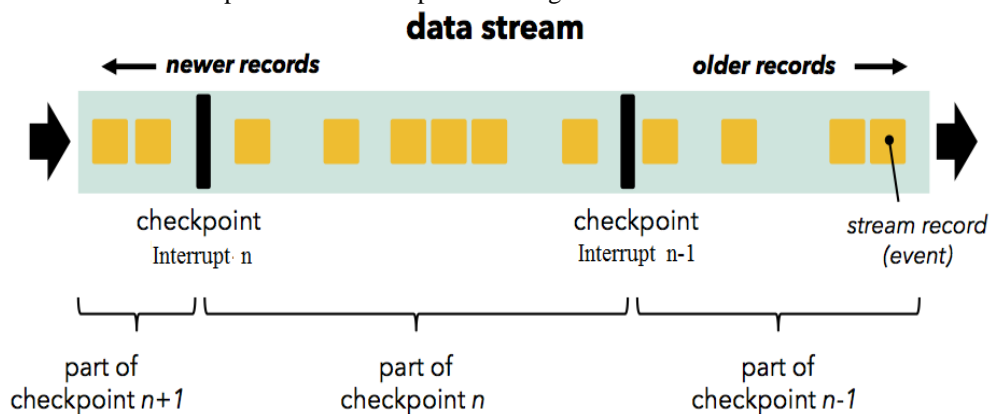 data stream
newer records
older records
checkpoint
Interrupt n
checkpoint
Interrupt n-1
stream record
(event)
part of
checkpoint n+1
part of
checkpoint n
part of
checkpoint n-1